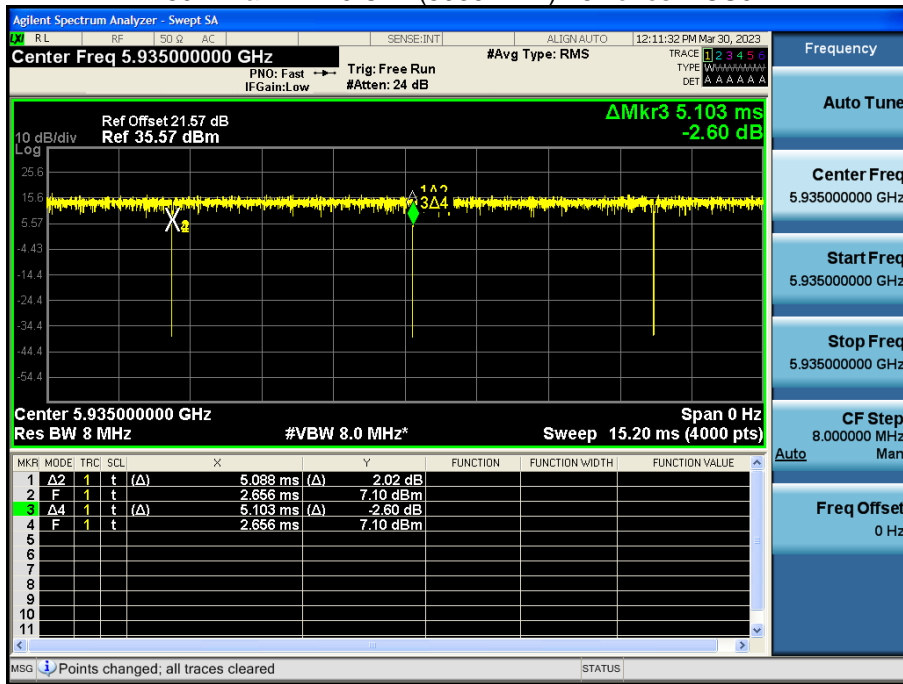 Agilent Spectrum Analyzer - Swept SA
LXI RL RF 50 Ω AC SENSE:INT ALIGN AUTO 12:11:32 PM Mar 30, 2023
Center Freq 5.935000000 GHz #Avg Type: RMS TRACE 1 2 3 4 5 6
PNO: Fast Trig: Free Run TYPE WWWWWW
IFGain:Low #Atten: 24 dB DET A A A A A A
Frequency
Auto Tune
ΔMkr3 5.103 ms
-2.60 dB
Ref Offset 21.57 dB
10 dB/div Ref 35.57 dBm
Log
25.6
15.6
5.57
-4.43
-14.4
-24.4
-34.4
-44.4
-54.4
1Δ2
3Δ4
Center 5.935000000 GHz Span 0 Hz
Res BW 8 MHz #VBW 8.0 MHz* Sweep 15.20 ms (4000 pts)
MKR MODE TRC SCL X Y FUNCTION FUNCTION WIDTH FUNCTION VALUE
1 Δ2 1 t (Δ) 5.088 ms (Δ) 2.02 dB
2 F 1 t 2.656 ms 7.10 dBm
3 Δ4 1 t (Δ) 5.103 ms (Δ) -2.60 dB
4 F 1 t 2.656 ms 7.10 dBm
5
6
7
8
9
10
11
Center Freq
5.935000000 GHz
Start Freq
5.935000000 GHz
Stop Freq
5.935000000 GHz
CF Step
8.000000 MHz
Auto Man
Freq Offset
0 Hz
MSG Points changed; all traces cleared STATUS